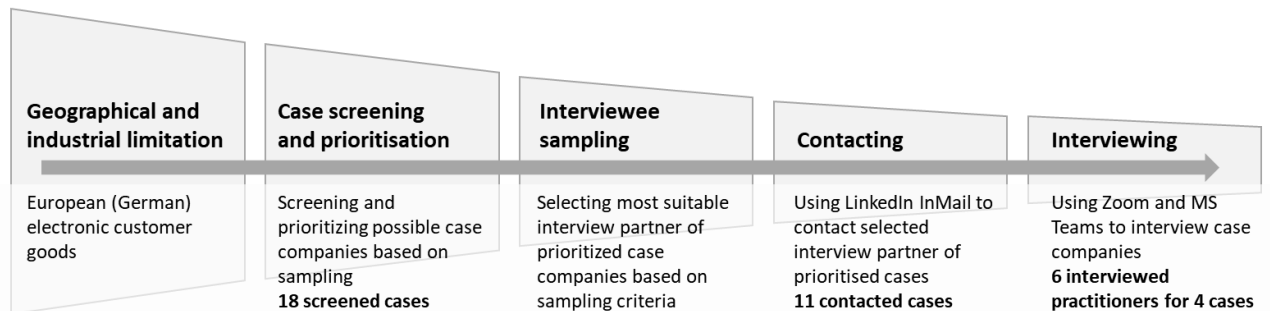 Geographical and
industrial limitation
European (German)
electronic customer
goods
Case screening
and prioritisation
Screening and
prioritizing possible case
companies based on
sampling
18 screened cases
Interviewee
sampling
Selecting most suitable
interview partner of
prioritized case
companies based on
sampling criteria
Contacting
Using LinkedIn InMail to
contact selected
interview partner of
prioritised cases
11 contacted cases
Interviewing
Using Zoom and MS
Teams to interview case
companies
6 interviewed
practitioners for 4 cases